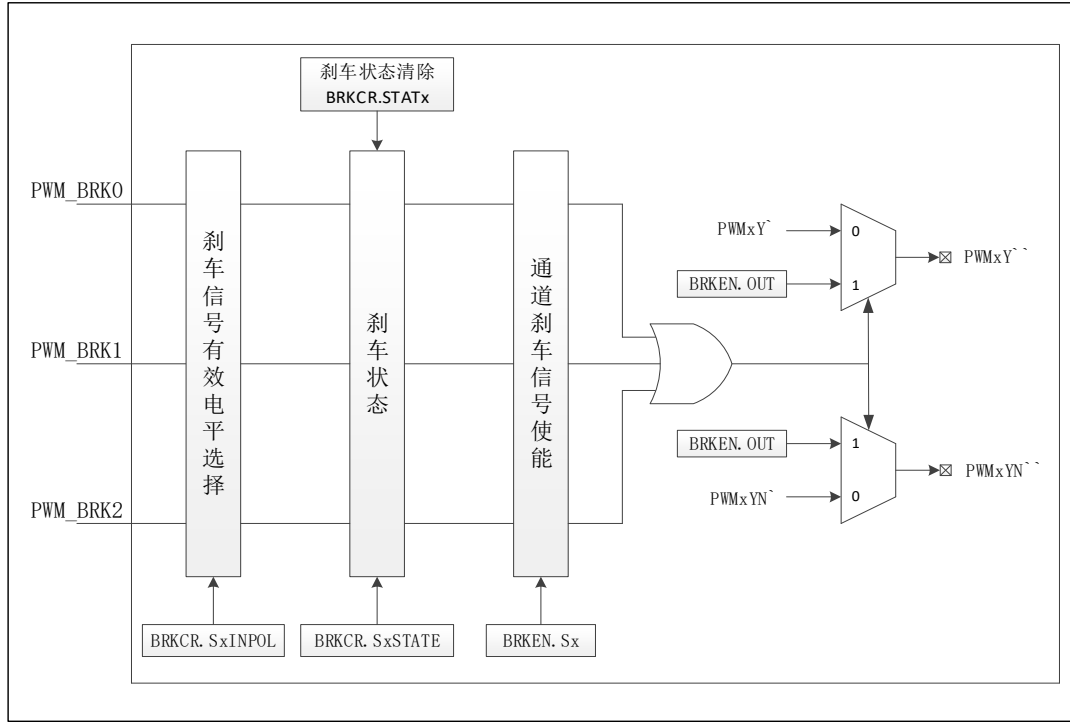 刹车状态清除
BRKCR.STATx
PWM_BRK0
PWM_BRK1
PWM_BRK2
刹车信号有效电平选择
刹车状态
通道刹车信号使能
BRKCR.SxINPOL
BRKCR.SxSTATE
BRKEN.Sx
PWMxY`
0
BRKEN.OUT
1
PWMxY``
BRKEN.OUT
1
PWMxYN`
0
PWMxYN``